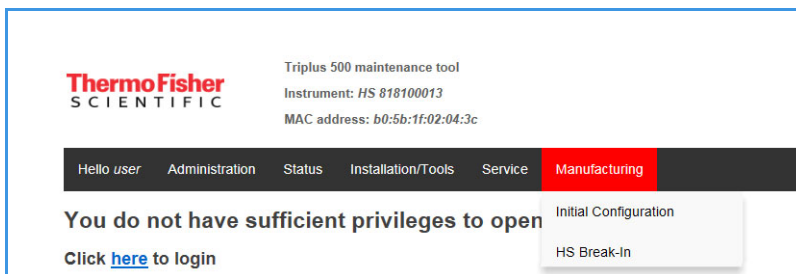 ThermoFisher
SCIENTIFIC
Triplus 500 maintenance tool
Instrument: HS 818100013
MAC address: b0:5b:1f:02:04:3c
Hello user Administration Status Installation/Tools Service Manufacturing
Initial Configuration
HS Break-In
You do not have sufficient privileges to open
Click here to login